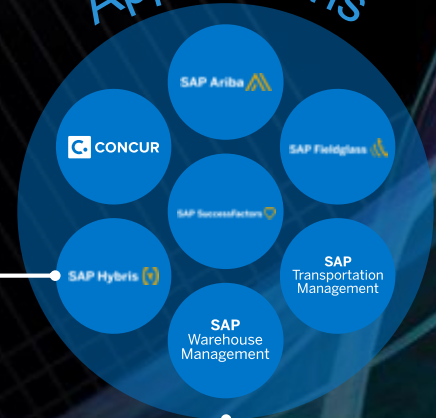 SAP Ariba
C. CONCUR
SAP Fieldglass
SAP SuccessFactors
SAP Hybris
SAP
Transportation
Management
SAP
Warehouse
Management